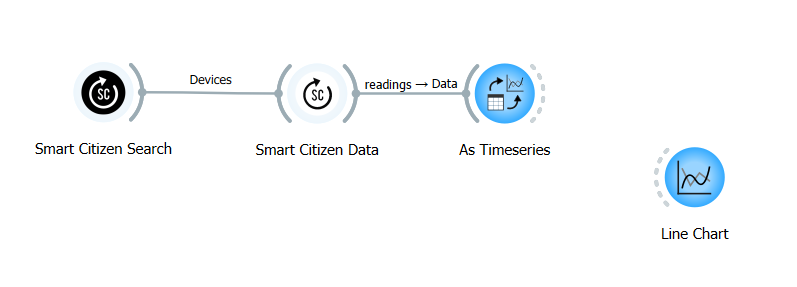 Devices
readings → Data
SC
SC
Smart Citizen Search
Smart Citizen Data
As Timeseries
Line Chart